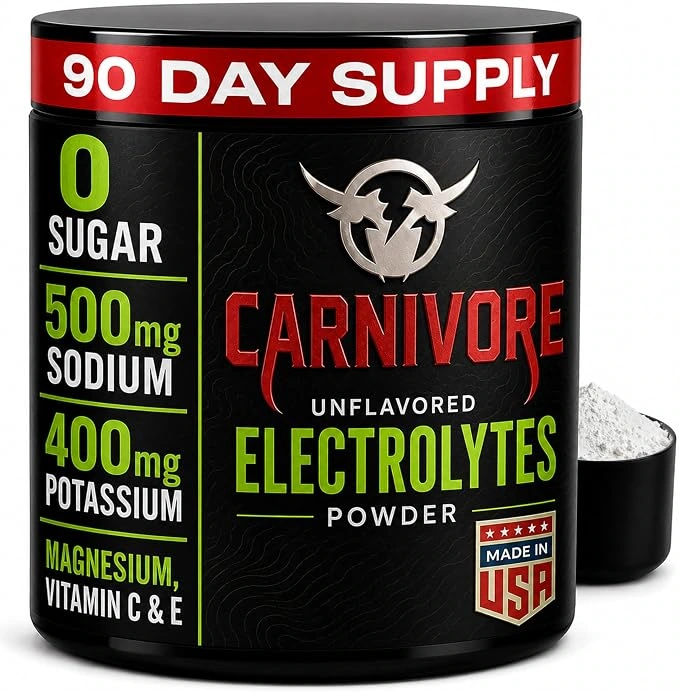 90 DAY SUPPLY
0
SUGAR
500mg
SODIUM
400mg
POTASSIUM
MAGNESIUM,
VITAMIN C & E
CARNIVORE
UNFLAVORED
ELECTROLYTES
POWDER
MADE IN
USA